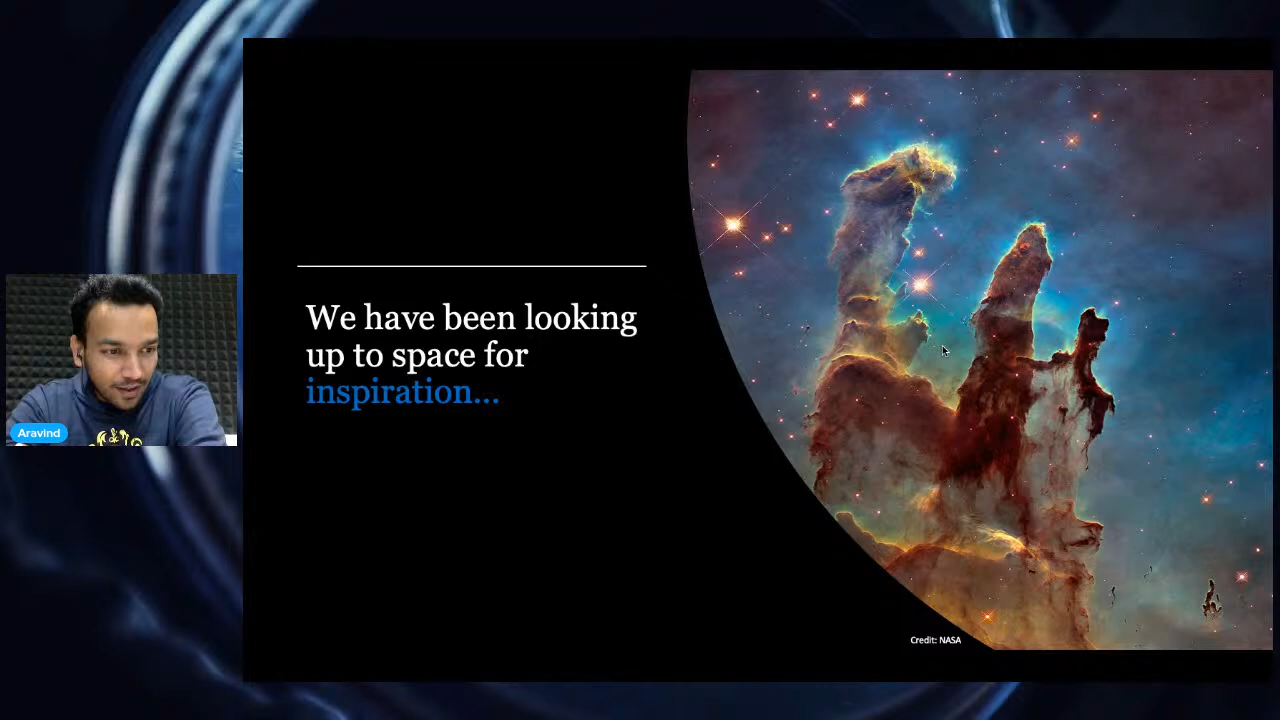 We have been looking
up to space for
inspiration...
Aravind
Credit: NASA